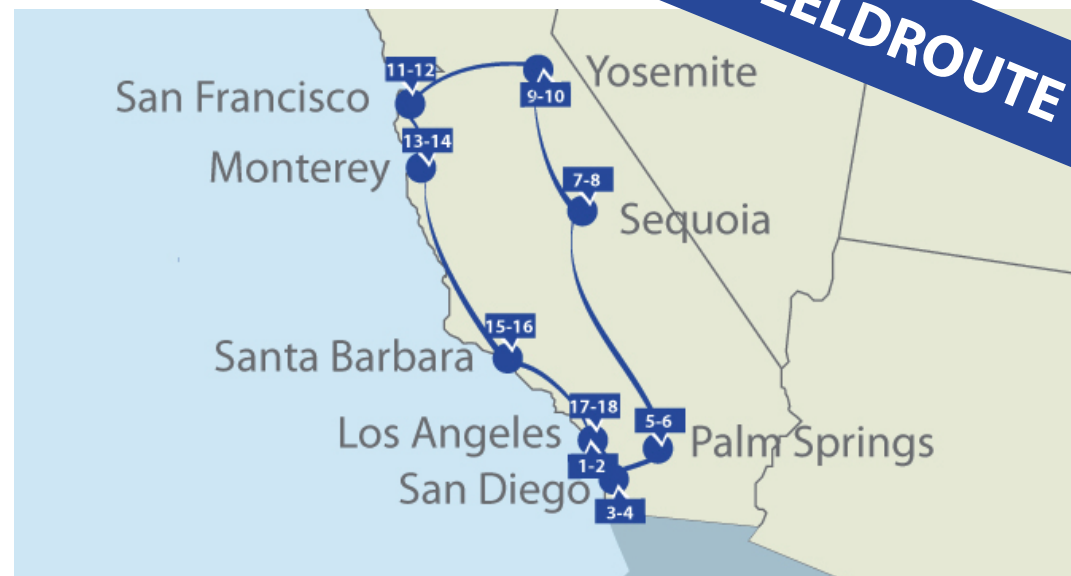 11-12
San Francisco
Yosemite
9-10
13-14
Monterey
7-8
Sequoia
15-16
Santa Barbara
17-18
Los Angeles
1-2
5-6
Palm Springs
San Diego
3-4